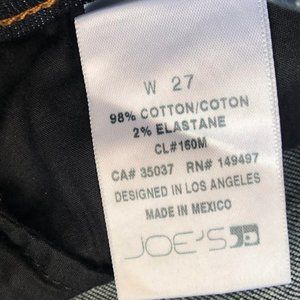 W 27
98% COTTON/COTON
2% ELASTANE
CL#160M
CA# 35037 RN# 149497
DESIGNED IN LOS ANGELES
MADE IN MEXICO
JOE'S